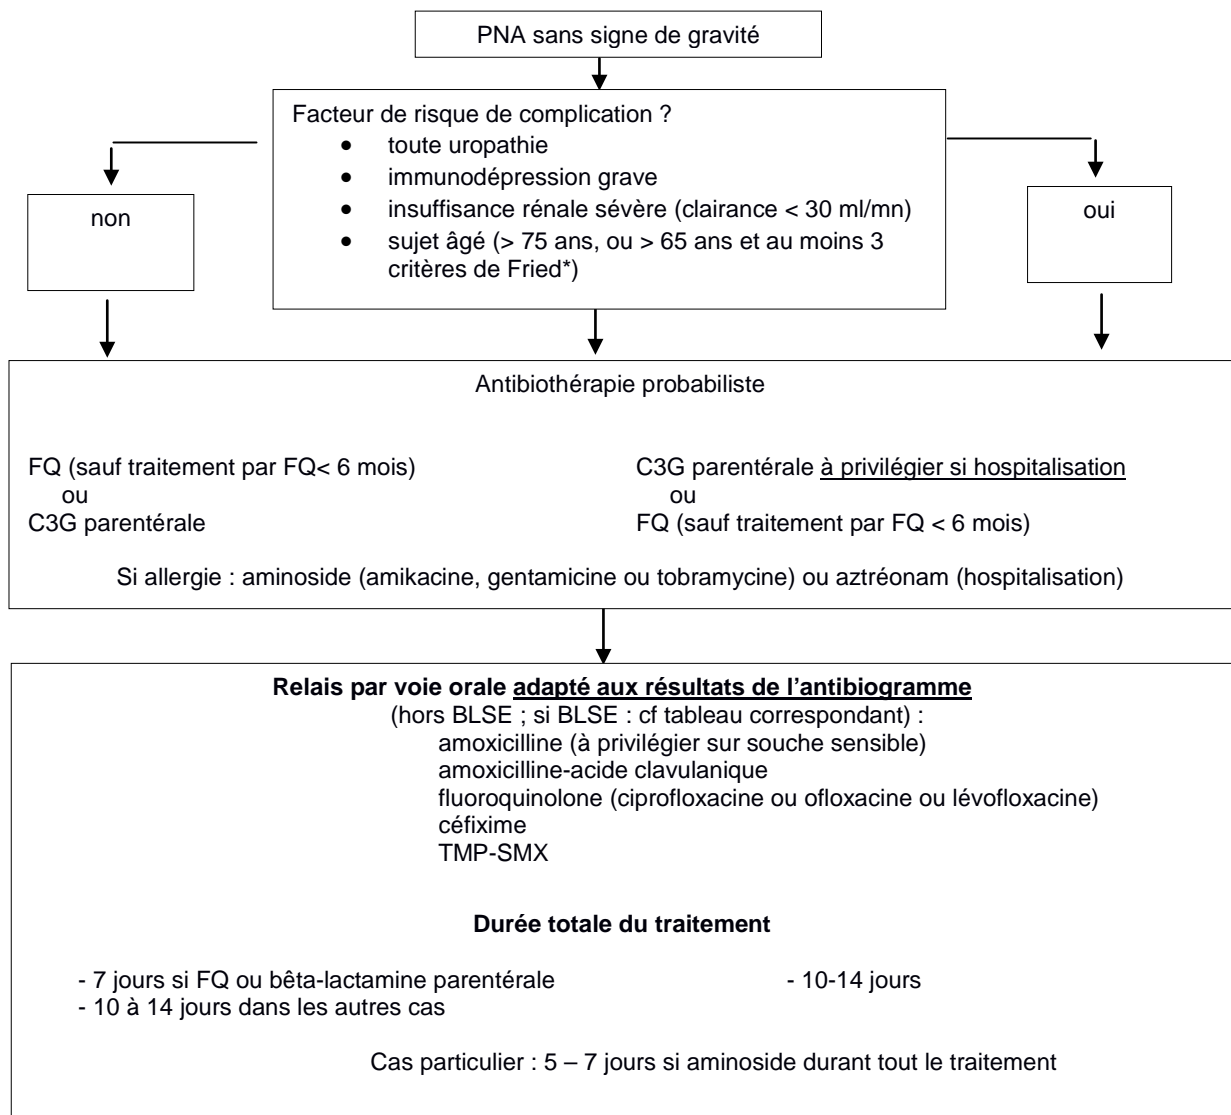 PNA sans signe de gravité
Facteur de risque de complication ?
• toute uropathie
• immunodépression grave
• insuffisance rénale sévère (clairance < 30 ml/mn)
• sujet âgé (> 75 ans, ou > 65 ans et au moins 3
critères de Fried*)
non
oui
Antibiothérapie probabiliste
FQ (sauf traitement par FQ< 6 mois)
ou
C3G parentérale
C3G parentérale à privilégier si hospitalisation
ou
FQ (sauf traitement par FQ < 6 mois)
Si allergie : aminoside (amikacine, gentamicine ou tobramycine) ou aztréonam (hospitalisation)
Relais par voie orale adapté aux résultats de l’antibiogramme
(hors BLSE ; si BLSE : cf tableau correspondant) :
amoxicilline (à privilégier sur souche sensible)
amoxicilline-acide clavulanique
fluoroquinolone (ciprofloxacine ou ofloxacine ou lévofloxacine)
céfixime
TMP-SMX
Durée totale du traitement
- 7 jours si FQ ou bêta-lactamine parentérale
- 10 à 14 jours dans les autres cas
- 10-14 jours
Cas particulier : 5 – 7 jours si aminoside durant tout le traitement